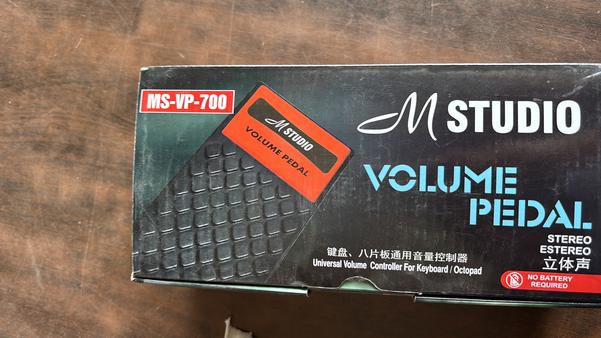 MS-VP-700
M STUDIO
VOLUME PEDAL
M STUDIO
VOLUME
PEDAL
STEREO
ESTEREO
立体声
键盘、八片板通用音量控制器
Universal Volume Controller For Keyboard / Octopad
NO BATTERY
REQUIRED